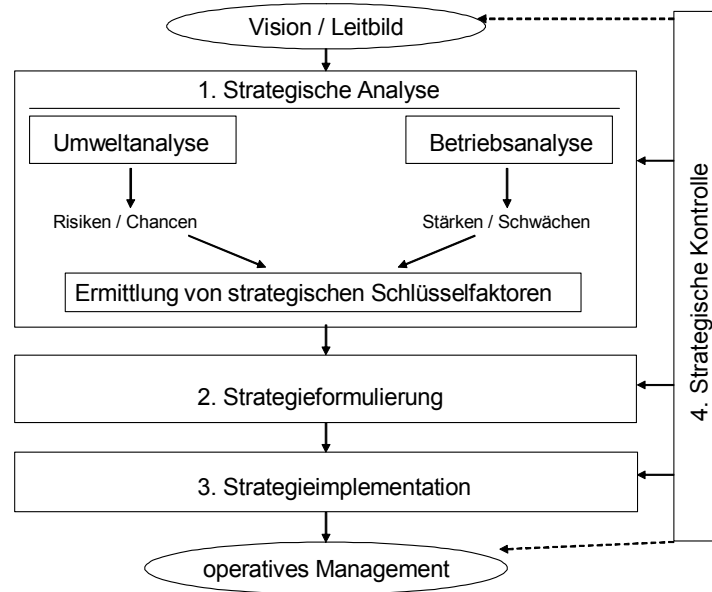 Vision / Leitbild
1. Strategische Analyse
Umweltanalyse
Betriebsanalyse
Risiken / Chancen
Stärken / Schwächen
Ermittlung von strategischen Schlüsselfaktoren
2. Strategieformulierung
3. Strategieimplementation
operatives Management
4. Strategische Kontrolle